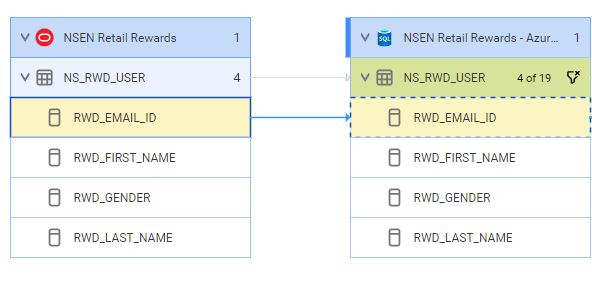 NSEN Retail Rewards 1
NS_RWD_USER 4
RWD_EMAIL_ID
RWD_FIRST_NAME
RWD_GENDER
RWD_LAST_NAME
SQL NSEN Retail Rewards - Azur... 1
NS_RWD_USER 4 of 19
RWD_EMAIL_ID
RWD_FIRST_NAME
RWD_GENDER
RWD_LAST_NAME